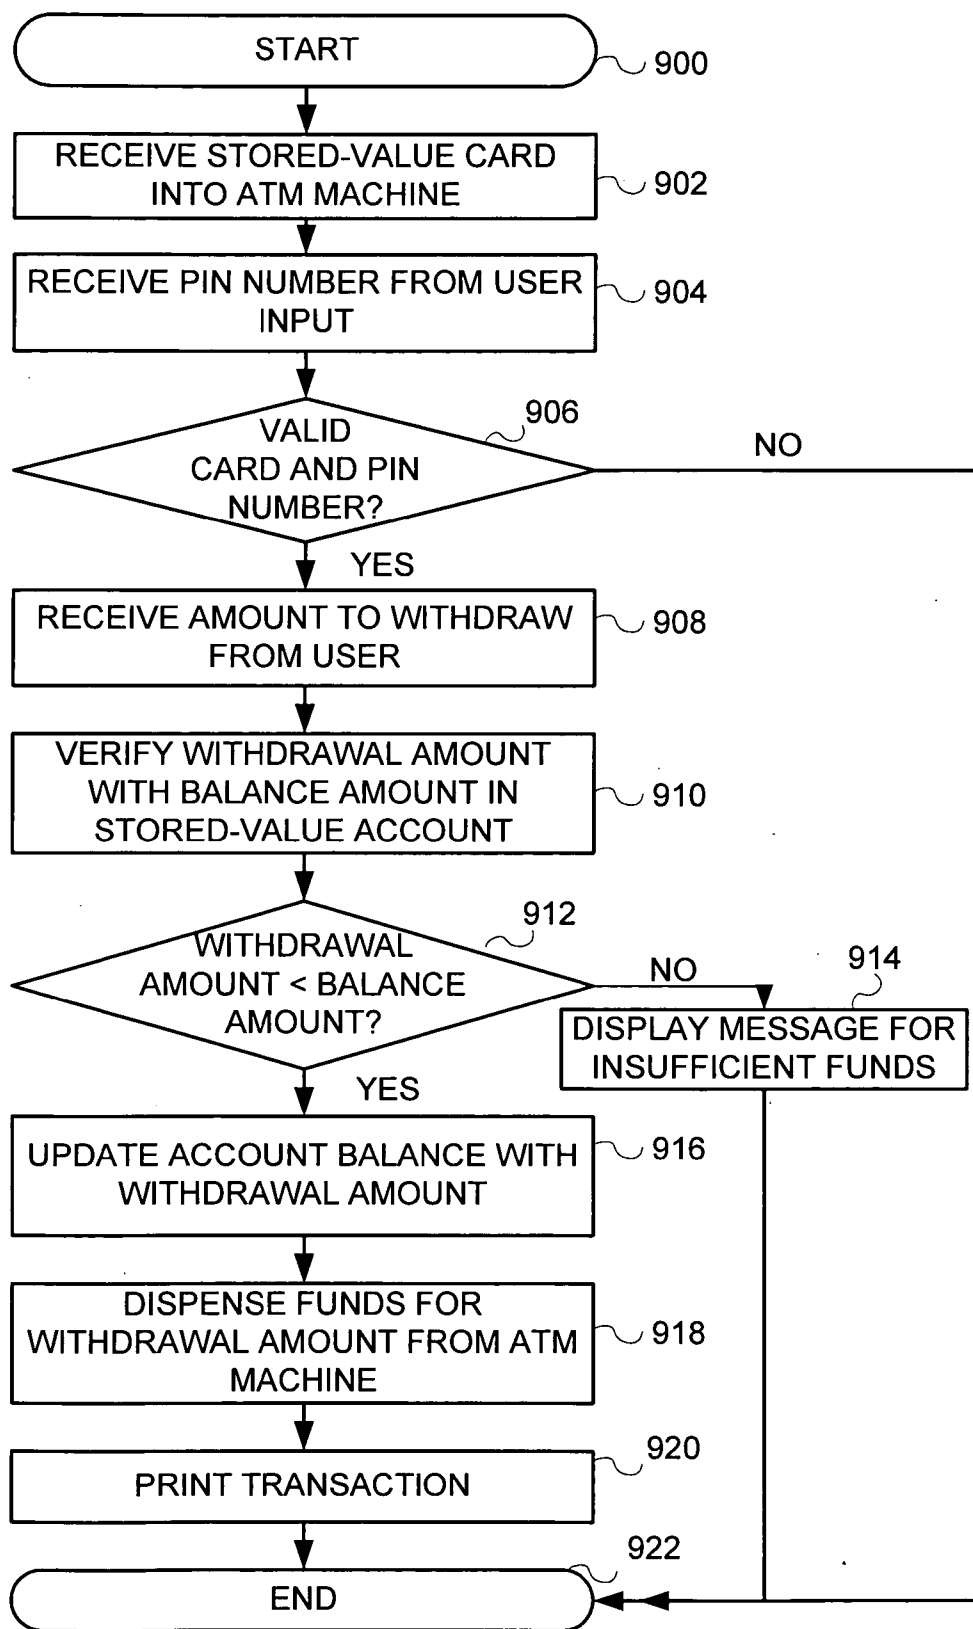 START
900
RECEIVE STORED-VALUE CARD
INTO ATM MACHINE
902
RECEIVE PIN NUMBER FROM USER
INPUT
904
VALID
CARD AND PIN
NUMBER?
906
NO
YES
RECEIVE AMOUNT TO WITHDRAW
FROM USER
908
VERIFY WITHDRAWAL AMOUNT
WITH BALANCE AMOUNT IN
STORED-VALUE ACCOUNT
910
WITHDRAWAL
AMOUNT < BALANCE
AMOUNT?
912
NO
914
DISPLAY MESSAGE FOR
INSUFFICIENT FUNDS
YES
UPDATE ACCOUNT BALANCE WITH
WITHDRAWAL AMOUNT
916
DISPENSE FUNDS FOR
WITHDRAWAL AMOUNT FROM ATM
MACHINE
918
PRINT TRANSACTION
920
END
922